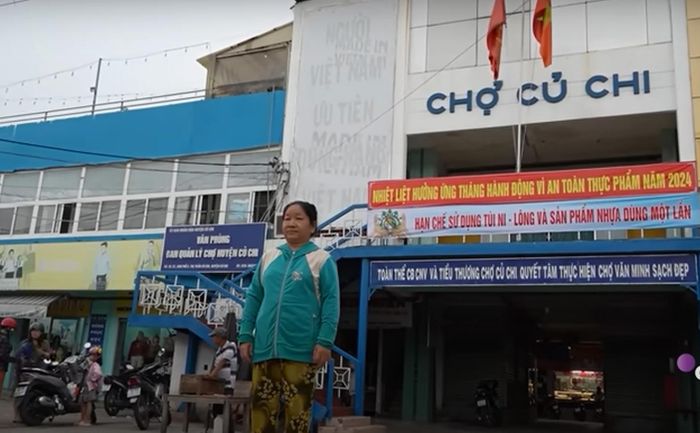 NGƯỜI
VIỆT NAM
ƯU TIÊN
CHỢ CỦ CHI
NHIỆT LIỆT HƯỞNG ỨNG THÁNG HÀNH ĐỘNG VÌ AN TOÀN THỰC PHẨM NĂM 2024
HẠN CHẾ SỬ DỤNG TÚI NI - LÔNG VÀ SẢN PHẨM NHỰA DÙNG MỘT LẦN
VĂN PHÒNG
BAN QUẢN LÝ CHỢ HUYỆN CỦ CHI
TOÀN THỂ CB CNV VÀ TIỂU THƯƠNG CHỢ CỦ CHI QUYẾT TÂM THỰC HIỆN CHỢ VĂN MINH SẠCH ĐẸP